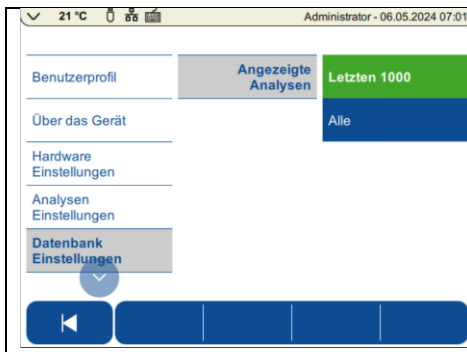 21 °C
Administrator - 06.05.2024 07:01
Benutzerprofil
Angezeigte
Analysen
Letzten 1000
Über das Gerät
Alle
Hardware
Einstellungen
Analysen
Einstellungen
Datenbank
Einstellungen